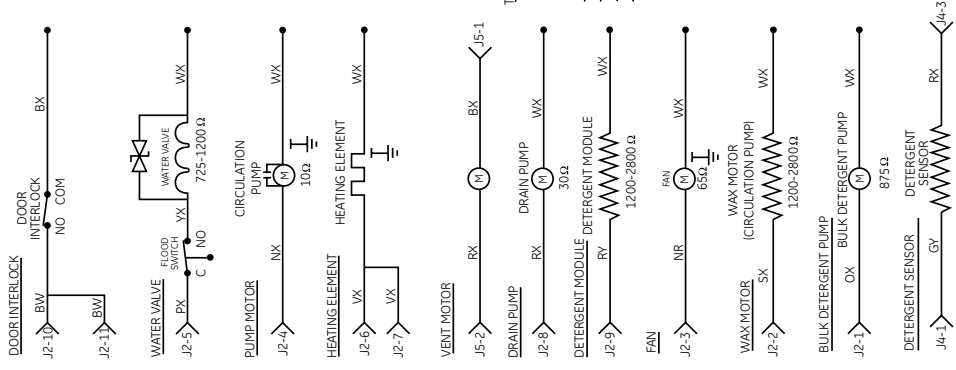 DOOR INTERLOCK
J2-10
BW
J2-11
BW
DOOR
INTERLOCK
NO COM
BX
WATER VALVE
J2-5
PX
FLOOD
SWITCH
C
NO
YX
WATER VALVE
725-1200 Ω
WX
PUMP MOTOR
J2-4
NX
CIRCULATION
PUMP
M
10Ω
WX
HEATING ELEMENT
J2-6
VX
J2-7
VX
HEATING ELEMENT
WX
VENT MOTOR
J5-2
RX
M
BX
J5-1
DRAIN PUMP
J2-8
RX
DRAIN PUMP
M
30Ω
WX
DETERGENT MODULE
J2-9
RY
DETERGENT MODULE
1200-2800 Ω
WX
FAN
J2-3
NR
FAN
M
65Ω
WX
WAX MOTOR
J2-2
SX
WAX MOTOR
(CIRCULATION PUMP)
1200-2800 Ω
WX
BULK DETERGENT PUMP
J2-1
OX
BULK DETERGENT PUMP
M
875Ω
WX
DETERGENT SENSOR
J4-1
GY
DETERGENT
SENSOR
RX
J4-3